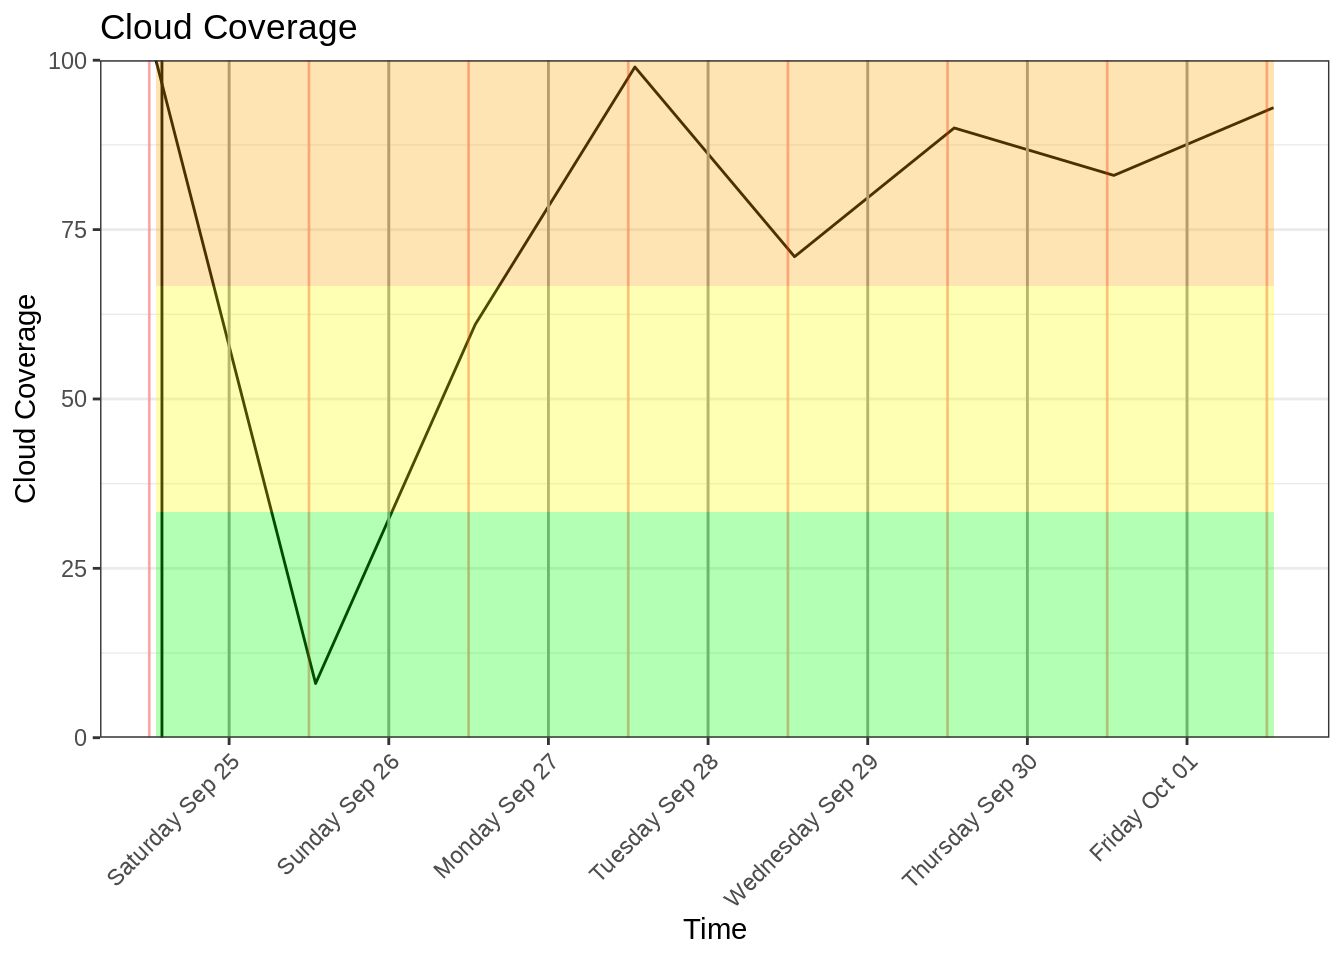 Cloud Coverage
Cloud Coverage
100
75
50
25
0
Saturday Sep 25
Sunday Sep 26
Monday Sep 27
Tuesday Sep 28
Wednesday Sep 29
Thursday Sep 30
Friday Oct 01
Time